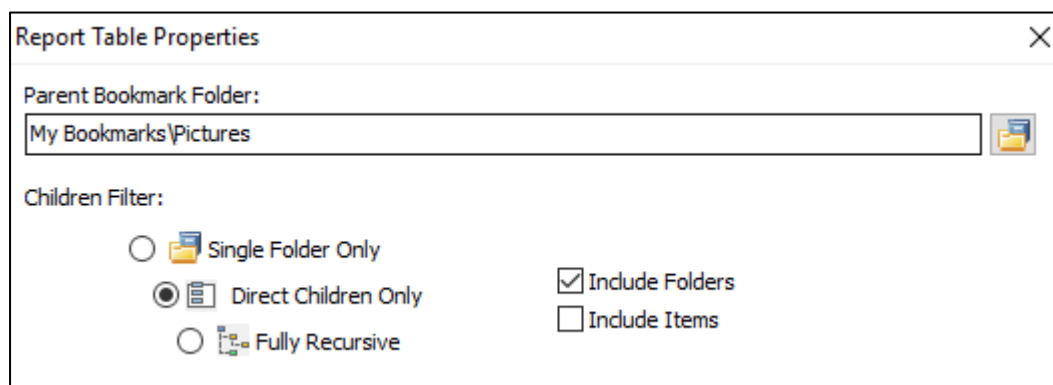 Report Table Properties
Parent Bookmark Folder:
My Bookmarks\Pictures
Children Filter:
Single Folder Only
Direct Children Only
Fully Recursive
Include Folders
Include Items